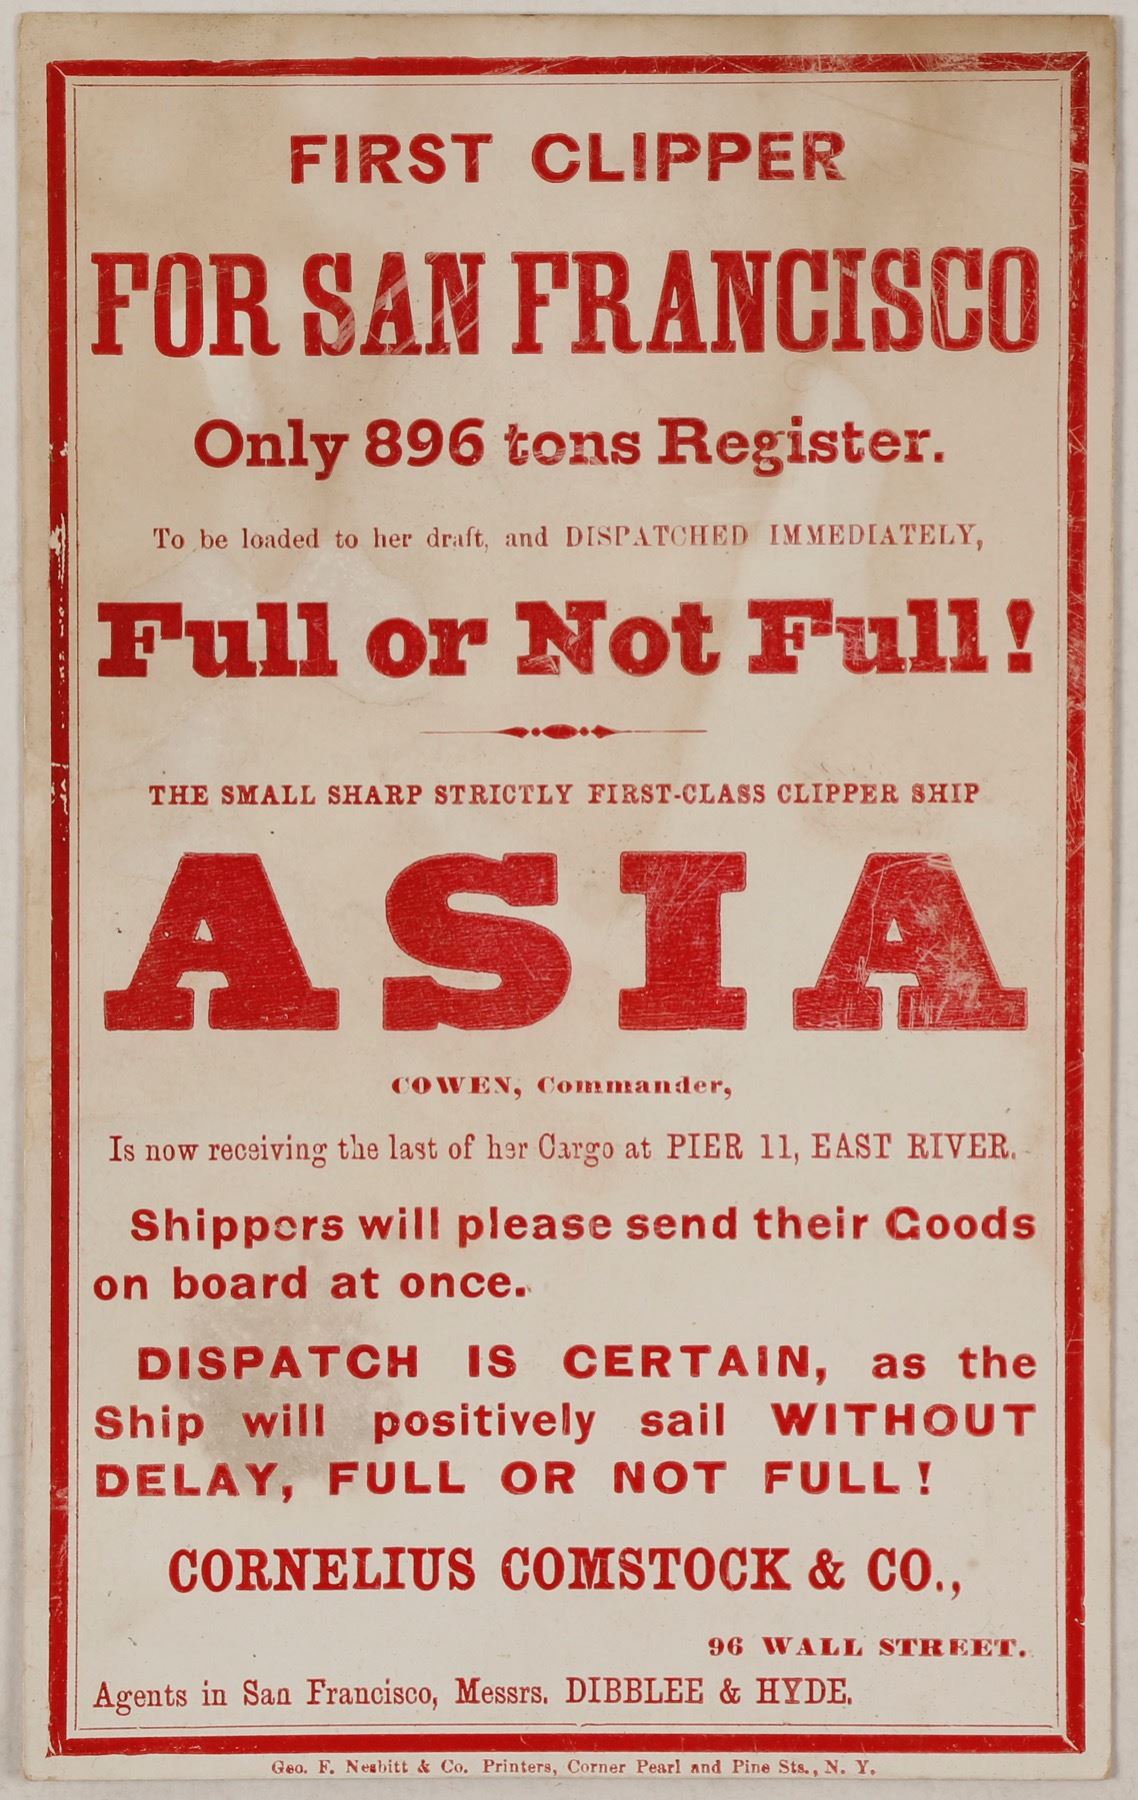 FIRST CLIPPER
FOR SAN FRANCISCO
Only 896 tons Register.
To be loaded to her draft, and DISPATCHED IMMEDIATELY,
Full or Not Full!
THE SMALL SHARP STRICTLY FIRST-CLASS CLIPPER SHIP
ASIA
COWEN, Commander,
Is now receiving the last of her Cargo at PIER 11, EAST RIVER.
Shippers will please send their Goods
on board at once.
DISPATCH IS CERTAIN, as the
Ship will positively sail WITHOUT
DELAY, FULL OR NOT FULL!
CORNELIUS COMSTOCK & CO.,
96 WALL STREET.
Agents in San Francisco, Messrs. DIBBLEE & HYDE.
Geo. F. Nesbitt & Co. Printers, Corner Pearl and Pine Sts., N. Y.